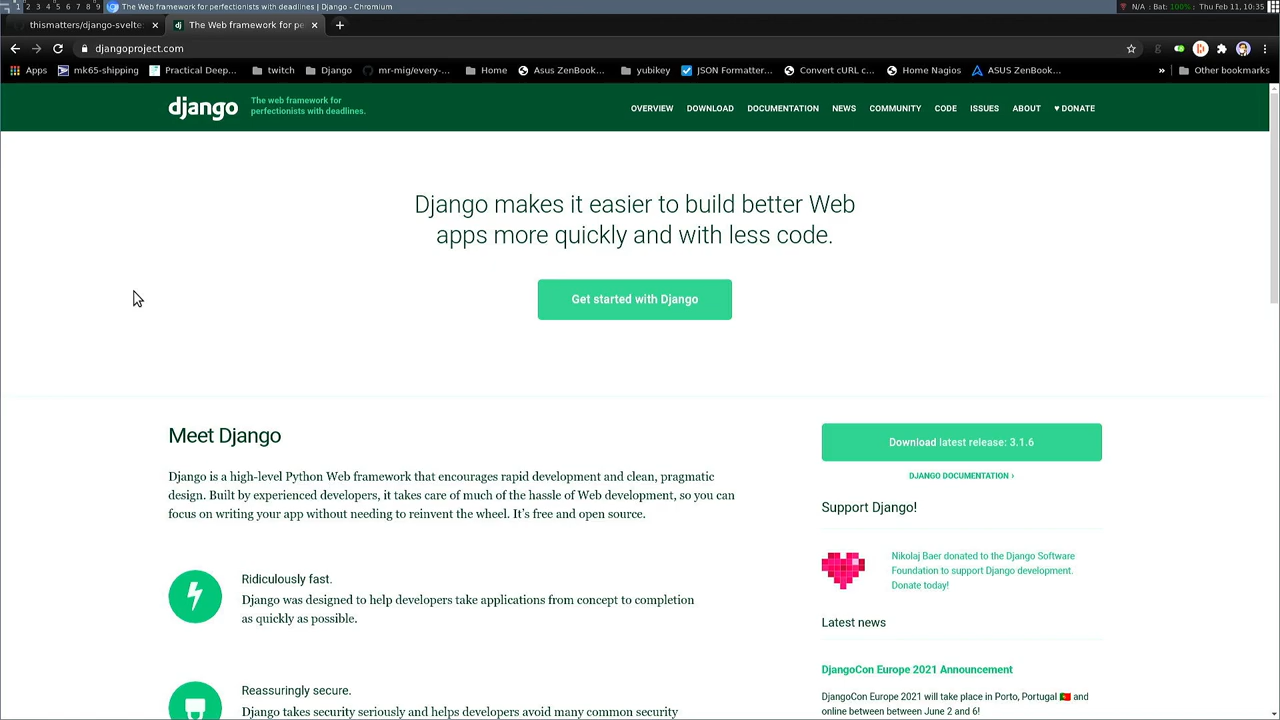 1 2 3 4 5 6 7 8 9 The Web framework for perfectionists with deadlines | Django - Chromium
N/A : Bat: 100% : Thu Feb 11, 10:35
thismatters/django-svelte
The Web framework for pe
djangoproject.com
Apps mk65-shipping Practical Deep... twitch Django mr-mig/every-... Home Asus ZenBook... yubikey JSON Formatter... Convert cURL c... Home Nagios ASUS ZenBook... » Other bookmarks
django
The web framework for
perfectionists with deadlines.
OVERVIEW DOWNLOAD DOCUMENTATION NEWS COMMUNITY CODE ISSUES ABOUT ♥ DONATE
Django makes it easier to build better Web
apps more quickly and with less code.
Get started with Django
Meet Django
Django is a high-level Python Web framework that encourages rapid development and clean, pragmatic
design. Built by experienced developers, it takes care of much of the hassle of Web development, so you can
focus on writing your app without needing to reinvent the wheel. It's free and open source.
Ridiculously fast.
Django was designed to help developers take applications from concept to completion
as quickly as possible.
Reassuringly secure.
Django takes security seriously and helps developers avoid many common security
Download latest release: 3.1.6
DJANGO DOCUMENTATION ›
Support Django!
Nikolaj Baer donated to the Django Software
Foundation to support Django development.
Donate today!
Latest news
DjangoCon Europe 2021 Announcement
DjangoCon Europe 2021 will take place in Porto, Portugal 🇵🇹 and
online between between June 2 and 6!